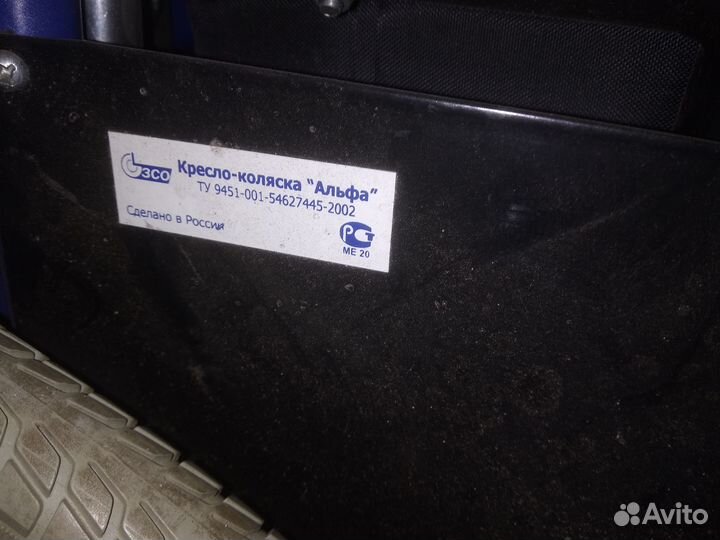 ЗСО
Кресло-коляска "Альфа"
ТУ 9451-001-54627445-2002
Сделано в России
РСТ
МЕ 20
Avito